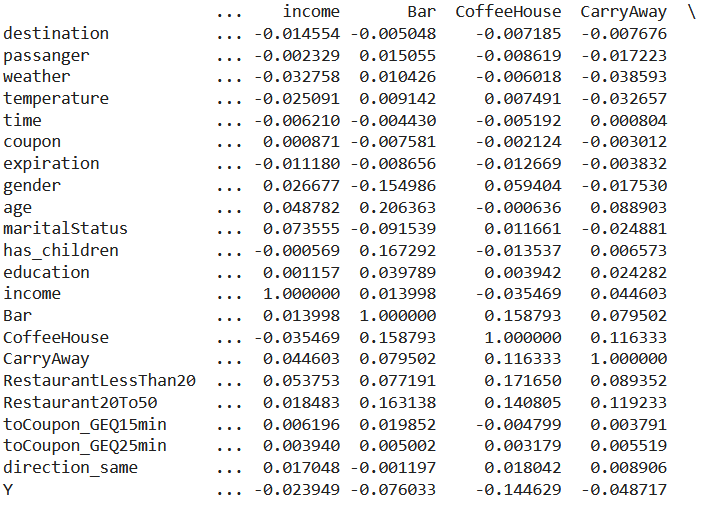 ... income Bar CoffeeHouse CarryAway \
destination ... -0.014554 -0.005048 -0.007185 -0.007676
passanger ... -0.002329 0.015055 -0.008619 -0.017223
weather ... -0.032758 0.010426 -0.006018 -0.038593
temperature ... -0.025091 0.009142 0.007491 -0.032657
time ... -0.006210 -0.004430 -0.005192 0.000804
coupon ... 0.000871 -0.007581 -0.002124 -0.003012
expiration ... -0.011180 -0.008656 -0.012669 -0.003832
gender ... 0.026677 -0.154986 0.059404 -0.017530
age ... 0.048782 0.206363 -0.000636 0.088903
maritalStatus ... 0.073555 -0.091539 0.011661 -0.024881
has_children ... -0.000569 0.167292 -0.013537 0.006573
education ... 0.001157 0.039789 0.003942 0.024282
income ... 1.000000 0.013998 -0.035469 0.044603
Bar ... 0.013998 1.000000 0.158793 0.079502
CoffeeHouse ... -0.035469 0.158793 1.000000 0.116333
CarryAway ... 0.044603 0.079502 0.116333 1.000000
RestaurantLessThan20 ... 0.053753 0.077191 0.171650 0.089352
Restaurant20To50 ... 0.018483 0.163138 0.140805 0.119233
toCoupon_GEQ15min ... 0.006196 0.019852 -0.004799 0.003791
toCoupon_GEQ25min ... 0.003940 0.005002 0.003179 0.005519
direction_same ... 0.017048 -0.001197 0.018042 0.008906
Y ... -0.023949 -0.076033 -0.144629 -0.048717